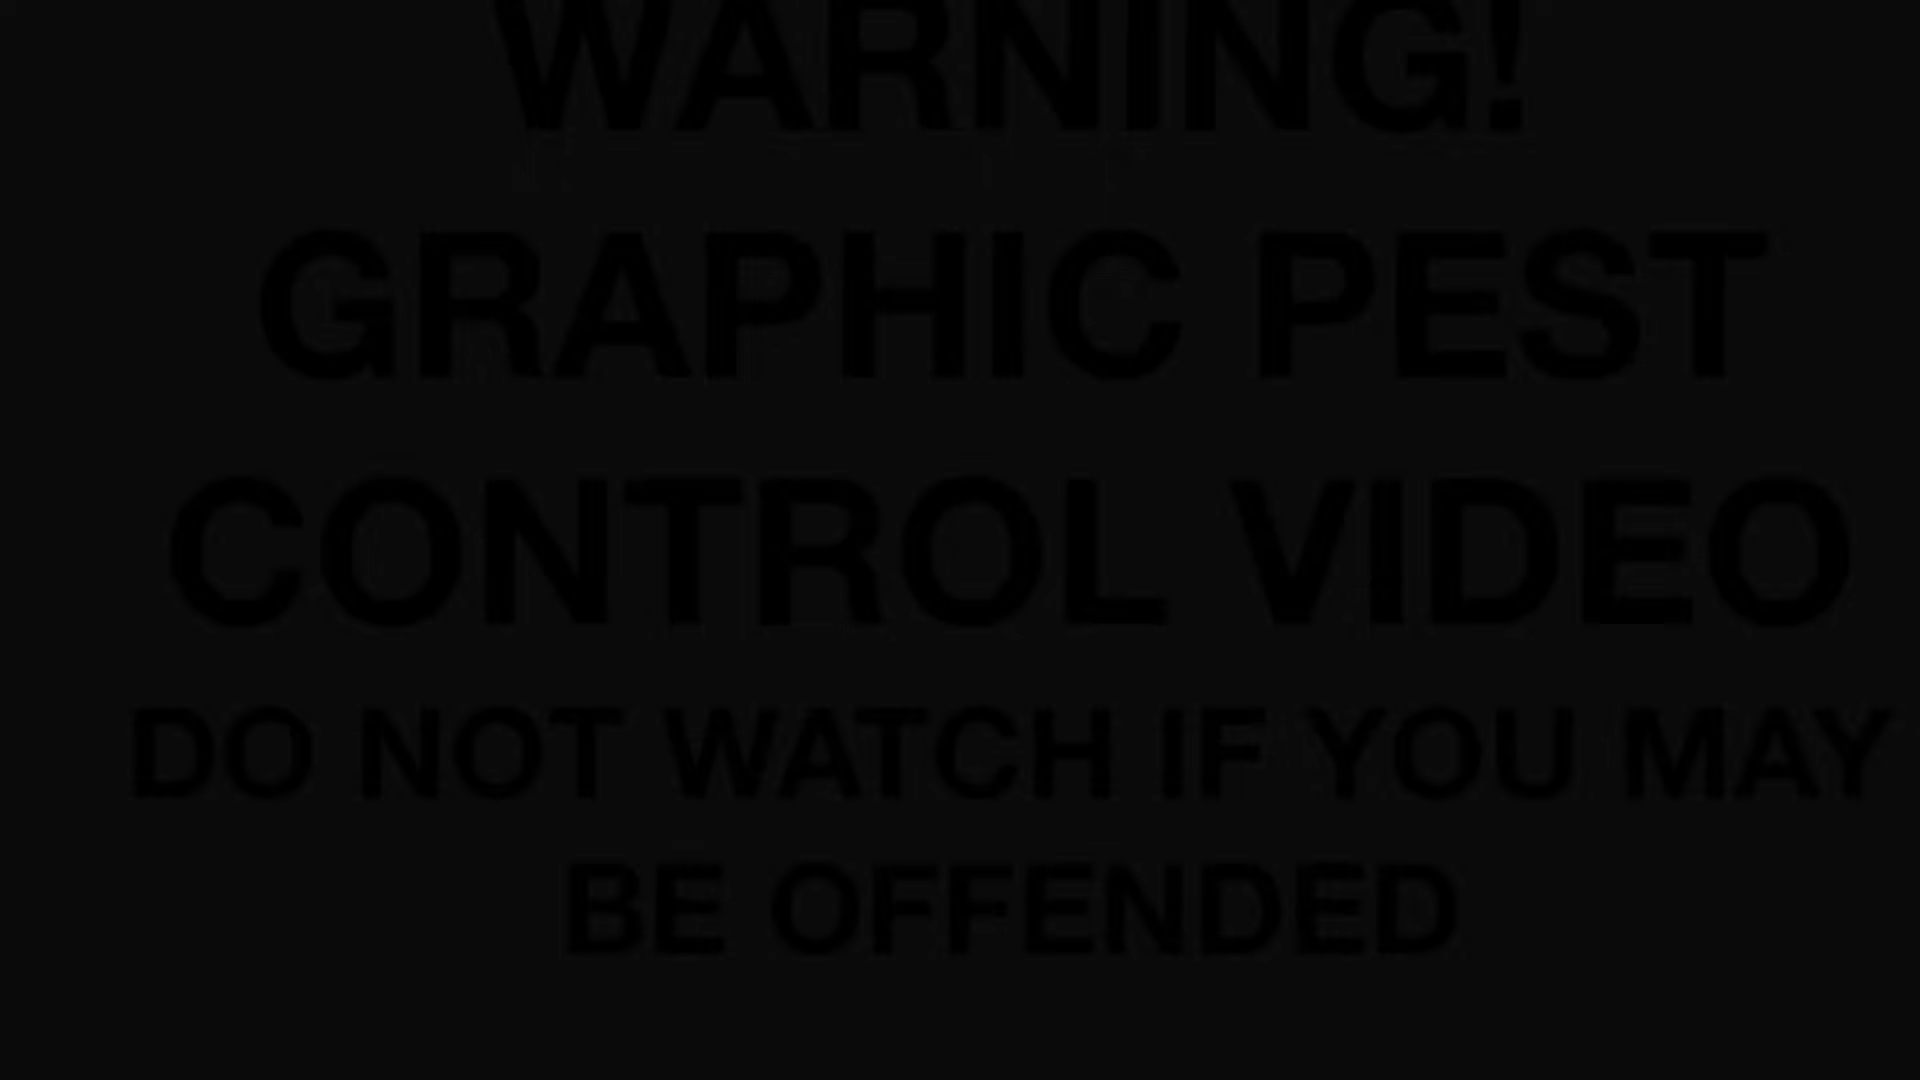 WARNING!
GRAPHIC PEST
CONTROL VIDEO
DO NOT WATCH IF YOU MAY
BE OFFENDED